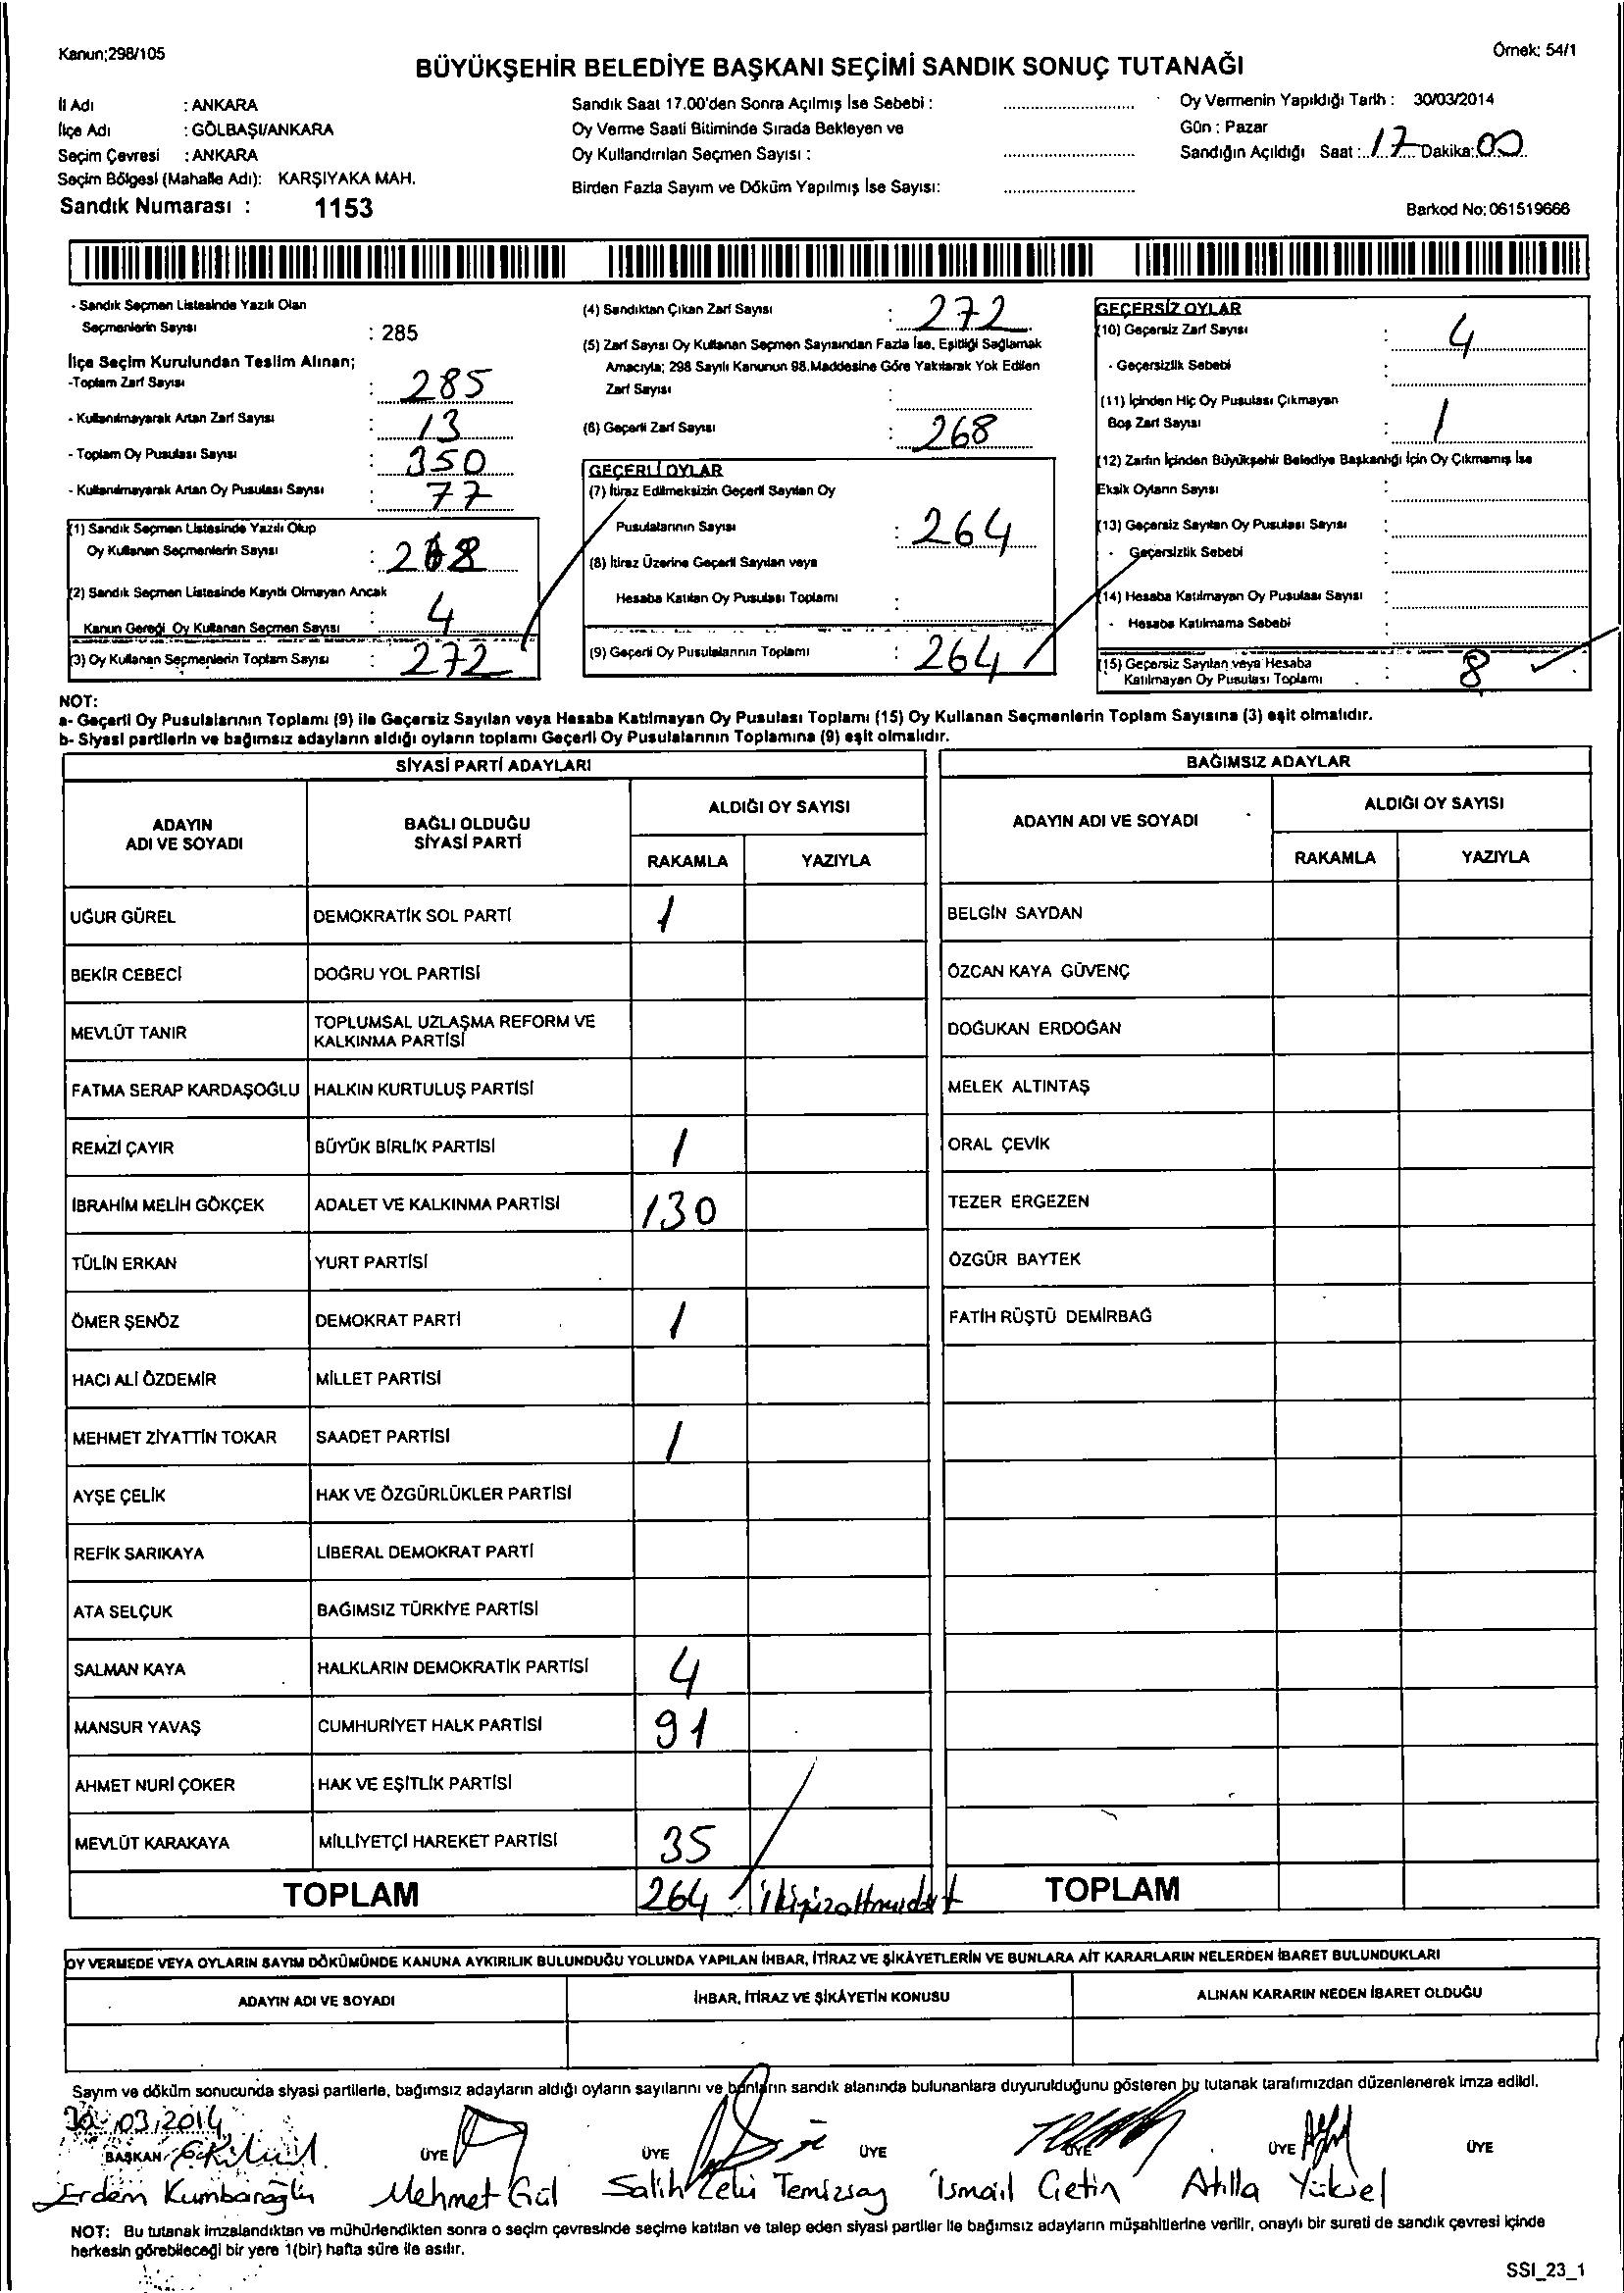 Kanun;298/105
Örnek: 54/1
BÜYÜKŞEHİR BELEDİYE BAŞKANI SEÇİMİ SANDIK SONUÇ TUTANAĞI
İl Adı : ANKARA
İlçe Adı : GÖLBAŞI/ANKARA
Seçim Çevresi : ANKARA
Seçim Bölgesi (Mahalle Adı): KARŞIYAKA MAH.
Sandık Numarası : 1153
Sandık Saat 17.00'den Sonra Açılmış İse Sebebi :
Oy Verme Saati Bitiminde Sırada Bekleyen ve
Oy Kullandırılan Seçmen Sayısı :
Birden Fazla Sayım ve Döküm Yapılmış İse Sayısı:
Oy Vermenin Yapıldığı Tarih : 30/03/2014
Gün : Pazar
Sandığın Açıldığı Saat :..17..Dakika:.00..
Barkod No: 061519666
- Sandık Seçmen Listesinde Yazılı Olan
Seçmenlerin Sayısı : 285
İlçe Seçim Kurulundan Teslim Alınan;
-Toplam Zarf Sayısı : 285
- Kullanılmayarak Artan Zarf Sayısı : 13
- Toplam Oy Pusulası Sayısı : 350
- Kullanılmayarak Artan Oy Pusulası Sayısı : 77
(1) Sandık Seçmen Listesinde Yazılı Olup
Oy Kullanan Seçmenlerin Sayısı : 268
(2) Sandık Seçmen Listesinde Kayıtlı Olmayan Ancak
Kanun Gereği Oy Kullanan Seçmen Sayısı : 4
(3) Oy Kullanan Seçmenlerin Toplam Sayısı : 272
(4) Sandıktan Çıkan Zarf Sayısı : 272
(5) Zarf Sayısı Oy Kullanan Seçmen Sayısından Fazla İse, Eşitliği Sağlamak
Amacıyla; 298 Sayılı Kanunun 98.Maddesine Göre Yakılarak Yok Edilen
Zarf Sayısı :
(6) Geçerli Zarf Sayısı : 268
GEÇERLİ OYLAR
(7) İtiraz Edilmeksizin Geçerli Sayılan Oy
Pusulalarının Sayısı : 264
(8) İtiraz Üzerine Geçerli Sayılan veya
Hesaba Katılan Oy Pusulası Toplamı :
(9) Geçerli Oy Pusulalarının Toplamı : 264
GEÇERSİZ OYLAR
(10) Geçersiz Zarf Sayısı : 4
- Geçersizlik Sebebi :
(11) İçinden Hiç Oy Pusulası Çıkmayan
Boş Zarf Sayısı : 1
(12) Zarfın İçinden Büyükşehir Belediye Başkanlığı İçin Oy Çıkmamış İse
Eksik Oyların Sayısı :
(13) Geçersiz Sayılan Oy Pusulası Sayısı :
- Geçersizlik Sebebi :
(14) Hesaba Katılmayan Oy Pusulası Sayısı :
- Hesaba Katılmama Sebebi :
(15) Geçersiz Sayılan veya Hesaba
Katılmayan Oy Pusulası Toplamı : 8
NOT:
a- Geçerli Oy Pusulalarının Toplamı (9) ile Geçersiz Sayılan veya Hesaba Katılmayan Oy Pusulası Toplamı (15) Oy Kullanan Seçmenlerin Toplam Sayısına (3) eşit olmalıdır.
b- Siyasi partilerin ve bağımsız adayların aldığı oyların toplamı Geçerli Oy Pusulalarının Toplamına (9) eşit olmalıdır.
SİYASİ PARTİ ADAYLARI
ADAYIN
ADI VE SOYADI
BAĞLI OLDUĞU
SİYASİ PARTİ
ALDIĞI OY SAYISI
RAKAMLA YAZIYLA
UĞUR GÜREL DEMOKRATİK SOL PARTİ 1
BEKİR CEBECİ DOĞRU YOL PARTİSİ
MEVLÜT TANIR TOPLUMSAL UZLAŞMA REFORM VE
KALKINMA PARTİSİ
FATMA SERAP KARDAŞOĞLU HALKIN KURTULUŞ PARTİSİ
REMZİ ÇAYIR BÜYÜK BİRLİK PARTİSİ 1
İBRAHİM MELİH GÖKÇEK ADALET VE KALKINMA PARTİSİ 130
TÜLİN ERKAN YURT PARTİSİ
ÖMER ŞENÖZ DEMOKRAT PARTİ 1
HACI ALİ ÖZDEMİR MİLLET PARTİSİ
MEHMET ZİYATTİN TOKAR SAADET PARTİSİ 1
AYŞE ÇELİK HAK VE ÖZGÜRLÜKLER PARTİSİ
REFİK SARIKAYA LİBERAL DEMOKRAT PARTİ
ATA SELÇUK BAĞIMSIZ TÜRKİYE PARTİSİ
SALMAN KAYA HALKLARIN DEMOKRATİK PARTİSİ 4
MANSUR YAVAŞ CUMHURİYET HALK PARTİSİ 91
AHMET NURİ ÇOKER HAK VE EŞİTLİK PARTİSİ
MEVLÜT KARAKAYA MİLLİYETÇİ HAREKET PARTİSİ 35
TOPLAM 264
BAĞIMSIZ ADAYLAR
ADAYIN ADI VE SOYADI
ALDIĞI OY SAYISI
RAKAMLA YAZIYLA
BELGİN SAYDAN
ÖZCAN KAYA GÜVENÇ
DOĞUKAN ERDOĞAN
MELEK ALTINTAŞ
ORAL ÇEVİK
TEZER ERGEZEN
ÖZGÜR BAYTEK
FATİH RÜŞTÜ DEMİRBAĞ
TOPLAM
OY VERMEDE VEYA OYLARIN SAYIM DÖKÜMÜNDE KANUNA AYKIRILIK BULUNDUĞU YOLUNDA YAPILAN İHBAR, İTİRAZ VE ŞİKÂYETLERİN VE BUNLARA AİT KARARLARIN NELERDEN İBARET BULUNDUKLARI
ADAYIN ADI VE SOYADI İHBAR, İTİRAZ VE ŞİKÂYETİN KONUSU ALINAN KARARIN NEDEN İBARET OLDUĞU
Sayım ve döküm sonucunda siyasi partilerle, bağımsız adayların aldığı oyların sayılarını ve bunların sandık alanında bulunanlara duyurulduğunu gösteren bu tutanak tarafımızdan düzenlenerek imza edildi.
30/03/2014
BAŞKAN ÜYE ÜYE ÜYE ÜYE ÜYE ÜYE
Erdem Kumbaroğlu Mehmet Gül Salih Zeki Temizsay İsmail Çetin Atilla Yüksel
NOT: Bu tutanak imzalandıktan ve mühürlendikten sonra o seçim çevresinde seçime katılan ve talep eden siyasi partiler ile bağımsız adayların müşahitlerine verilir, onaylı bir sureti de sandık çevresi içinde
herkesin görebileceği bir yere 1(bir) hafta süre ile asılır.
SSI_23_1